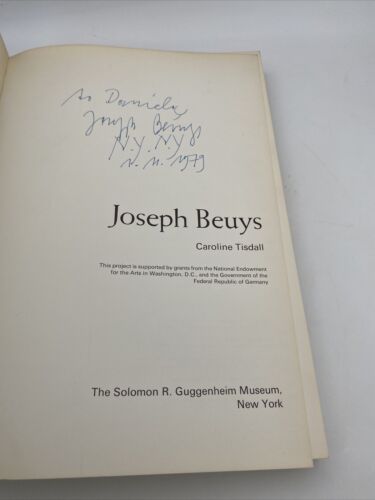 to Daniela
Joseph Beuys
N.Y. N.Y
1979
Joseph Beuys
Caroline Tisdall
This project is supported by grants from the National Endowment
for the Arts in Washington, D.C., and the Government of the
Federal Republic of Germany
The Solomon R. Guggenheim Museum,
New York